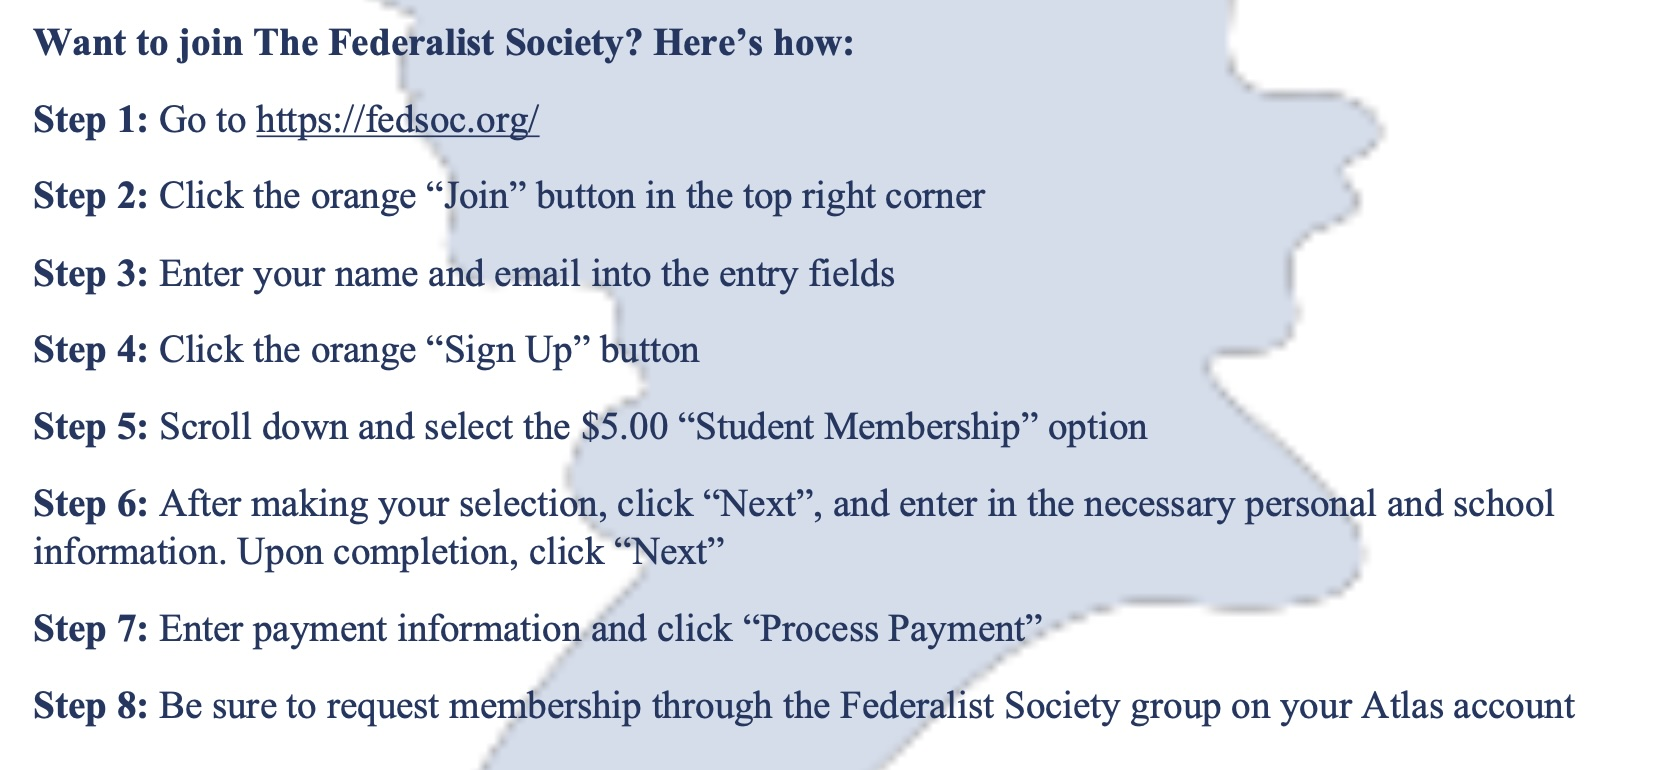 Want to join The Federalist Society? Here’s how:
Step 1: Go to https://fedsoc.org/
Step 2: Click the orange “Join” button in the top right corner
Step 3: Enter your name and email into the entry fields
Step 4: Click the orange “Sign Up” button
Step 5: Scroll down and select the $5.00 “Student Membership” option
Step 6: After making your selection, click “Next”, and enter in the necessary personal and school
information. Upon completion, click “Next”
Step 7: Enter payment information and click “Process Payment”
Step 8: Be sure to request membership through the Federalist Society group on your Atlas account